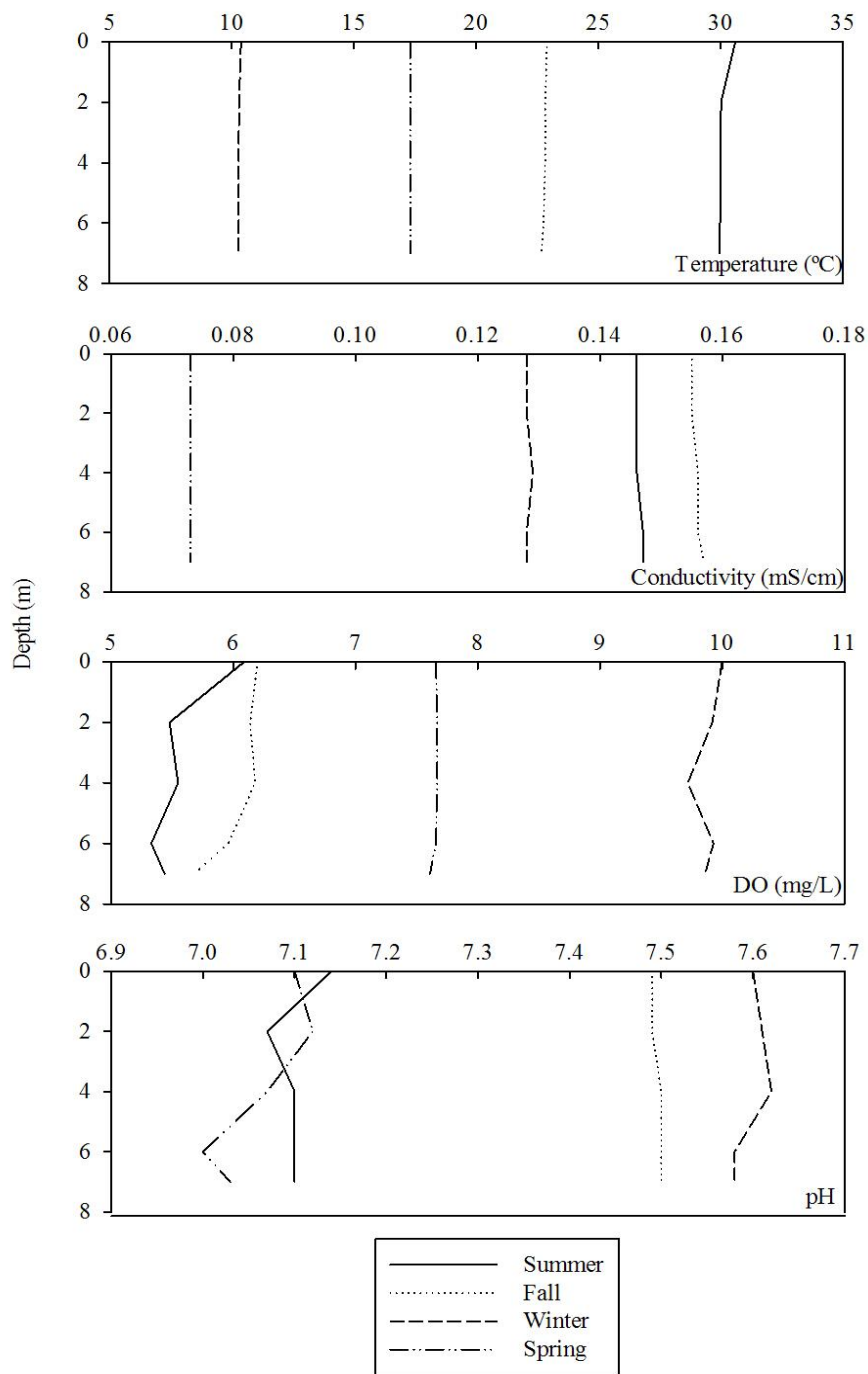 5 10 15 20 25 30 35
0
2
4
6
8
Temperature (ºC)
0.06 0.08 0.10 0.12 0.14 0.16 0.18
0
2
4
6
8
Conductivity (mS/cm)
Depth (m)
5 6 7 8 9 10 11
0
2
4
6
8
DO (mg/L)
6.9 7.0 7.1 7.2 7.3 7.4 7.5 7.6 7.7
0
2
4
6
8
pH
Summer
Fall
Winter
Spring